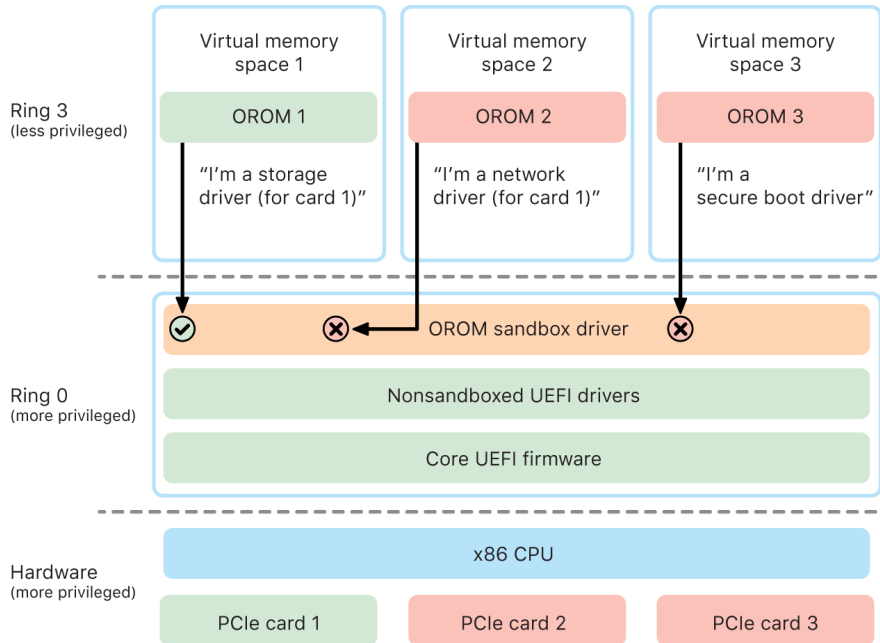 Virtual memory
space 1
Virtual memory
space 2
Virtual memory
space 3
Ring 3
(less privileged)
OROM 1
OROM 2
OROM 3
“I’m a storage
driver (for card 1)”
“I’m a network
driver (for card 1)”
“I’m a
secure boot driver”
OROM sandbox driver
Ring 0
(more privileged)
Nonsandboxed UEFI drivers
Core UEFI firmware
Hardware
(more privileged)
x86 CPU
PCIe card 1
PCIe card 2
PCIe card 3